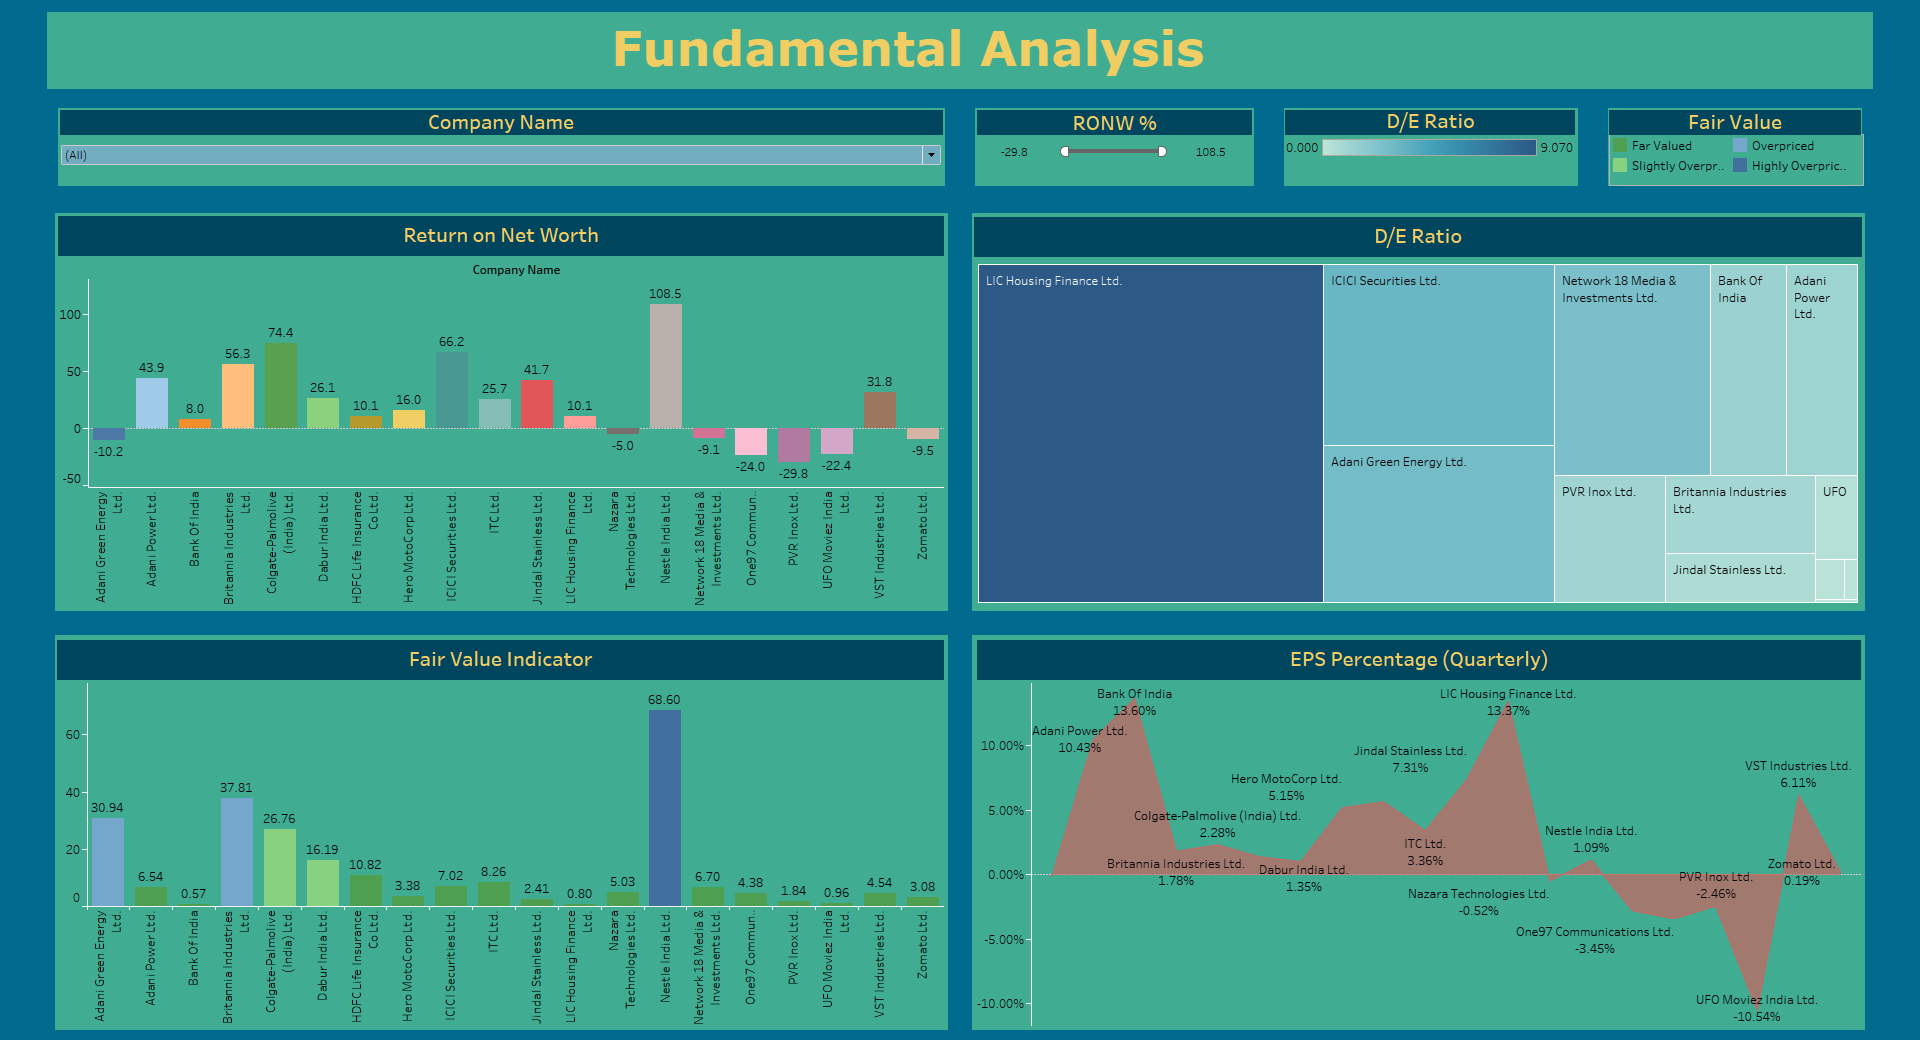 Fundamental Analysis
Company Name
(All)
RONW %
-29.8
108.5
D/E Ratio
0.000
9.070
Fair Value
Far Valued
Overpriced
Slightly Overpr..
Highly Overpric..
Return on Net Worth
Company Name
100
50
0
-50
-10.2
43.9
8.0
56.3
74.4
26.1
10.1
16.0
66.2
25.7
41.7
10.1
-5.0
108.5
-9.1
-24.0
-29.8
-22.4
31.8
-9.5
Adani Green Energy
Ltd.
Adani Power Ltd.
Bank Of India
Britannia Industries
Ltd.
Colgate-Palmolive
(India) Ltd.
Dabur India Ltd.
HDFC Life Insurance
Co Ltd.
Hero MotoCorp Ltd.
ICICI Securities Ltd.
ITC Ltd.
Jindal Stainless Ltd.
LIC Housing Finance
Ltd.
Nazara
Technologies Ltd.
Nestle India Ltd.
Network 18 Media &
Investments Ltd.
One97 Commun..
PVR Inox Ltd.
UFO Moviez India
Ltd.
VST Industries Ltd.
Zomato Ltd.
D/E Ratio
LIC Housing Finance Ltd.
ICICI Securities Ltd.
Adani Green Energy Ltd.
Network 18 Media &
Investments Ltd.
Bank Of
India
Adani
Power
Ltd.
PVR Inox Ltd.
Britannia Industries
Ltd.
Jindal Stainless Ltd.
UFO
Fair Value Indicator
60
40
20
0
30.94
6.54
0.57
37.81
26.76
16.19
10.82
3.38
7.02
8.26
2.41
0.80
5.03
68.60
6.70
4.38
1.84
0.96
4.54
3.08
Adani Green Energy
Ltd.
Adani Power Ltd.
Bank Of India
Britannia Industries
Ltd.
Colgate-Palmolive
(India) Ltd.
Dabur India Ltd.
HDFC Life Insurance
Co Ltd.
Hero MotoCorp Ltd.
ICICI Securities Ltd.
ITC Ltd.
Jindal Stainless Ltd.
LIC Housing Finance
Ltd.
Nazara
Technologies Ltd.
Nestle India Ltd.
Network 18 Media &
Investments Ltd.
One97 Commun..
PVR Inox Ltd.
UFO Moviez India
Ltd.
VST Industries Ltd.
Zomato Ltd.
EPS Percentage (Quarterly)
10.00%
5.00%
0.00%
-5.00%
-10.00%
Adani Power Ltd.
10.43%
Bank Of India
13.60%
Britannia Industries Ltd.
1.78%
Colgate-Palmolive (India) Ltd.
2.28%
Dabur India Ltd.
1.35%
Hero MotoCorp Ltd.
5.15%
ITC Ltd.
3.36%
Jindal Stainless Ltd.
7.31%
LIC Housing Finance Ltd.
13.37%
Nazara Technologies Ltd.
-0.52%
Nestle India Ltd.
1.09%
One97 Communications Ltd.
-3.45%
PVR Inox Ltd.
-2.46%
UFO Moviez India Ltd.
-10.54%
VST Industries Ltd.
6.11%
Zomato Ltd.
0.19%